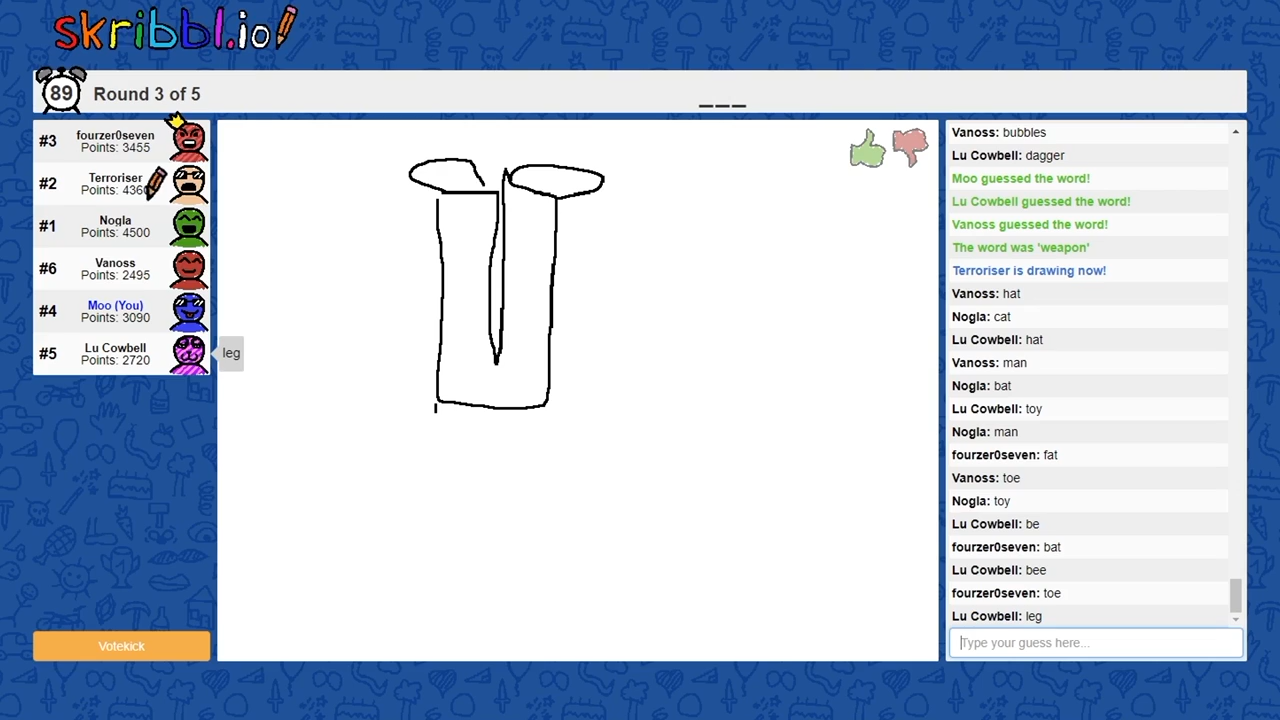 skribbl.io
89
Round 3 of 5
___
#3 fourzer0seven
Points: 3455
#2 Terroriser
Points: 4360
#1 Nogla
Points: 4500
#6 Vanoss
Points: 2495
#4 Moo (You)
Points: 3090
#5 Lu Cowbell
Points: 2720
leg
Votekick
Vanoss: bubbles
Lu Cowbell: dagger
Moo guessed the word!
Lu Cowbell guessed the word!
Vanoss guessed the word!
The word was 'weapon'
Terroriser is drawing now!
Vanoss: hat
Nogla: cat
Lu Cowbell: hat
Vanoss: man
Nogla: bat
Lu Cowbell: toy
Nogla: man
fourzer0seven: fat
Vanoss: toe
Nogla: toy
Lu Cowbell: be
fourzer0seven: bat
Lu Cowbell: bee
fourzer0seven: toe
Lu Cowbell: leg
Type your guess here...